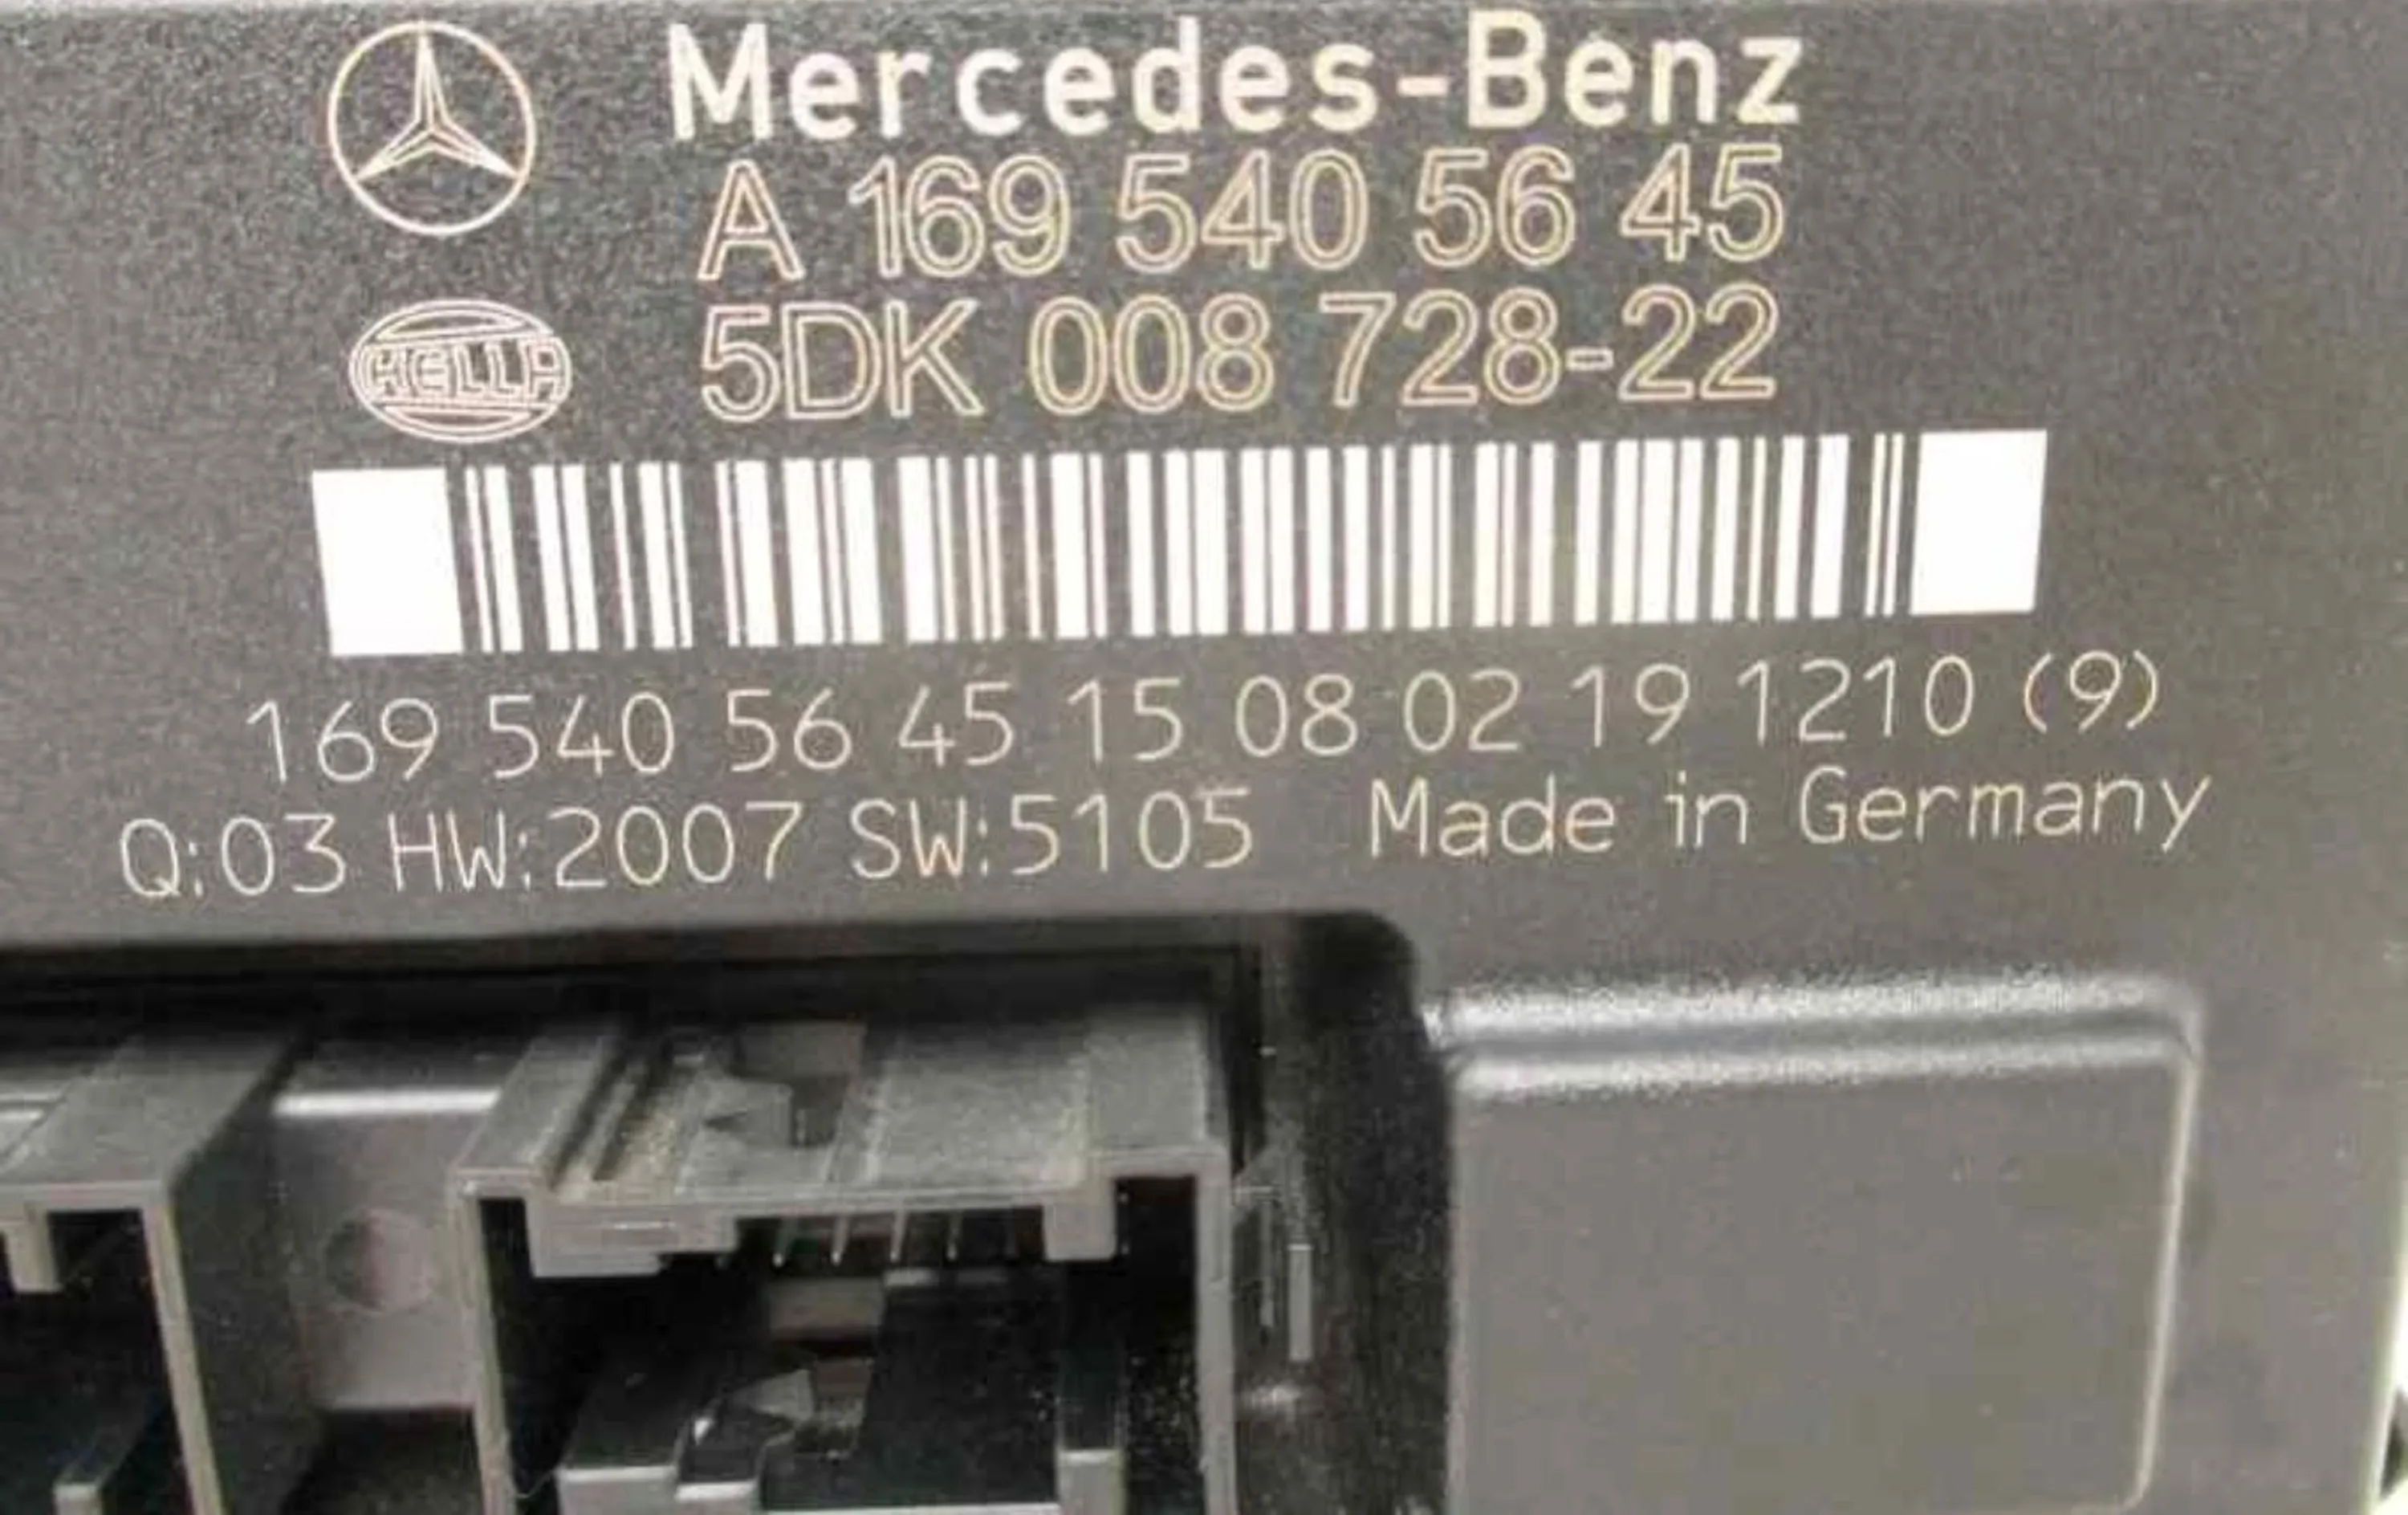 Mercedes-Benz
A 169 540 56 45
HELLA
5DK 008 728-22
169 540 56 45 15 08 02 19 1210 (9)
Q:03 HW:2007 SW:5105 Made in Germany